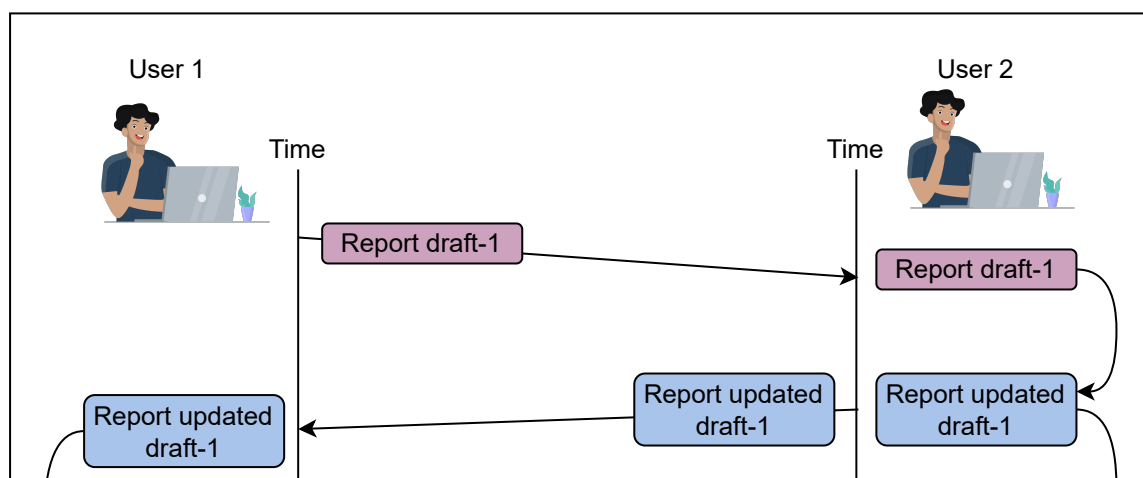 User 1
User 2
Time
Time
Report draft-1
Report draft-1
Report updated
draft-1
Report updated
draft-1
Report updated
draft-1